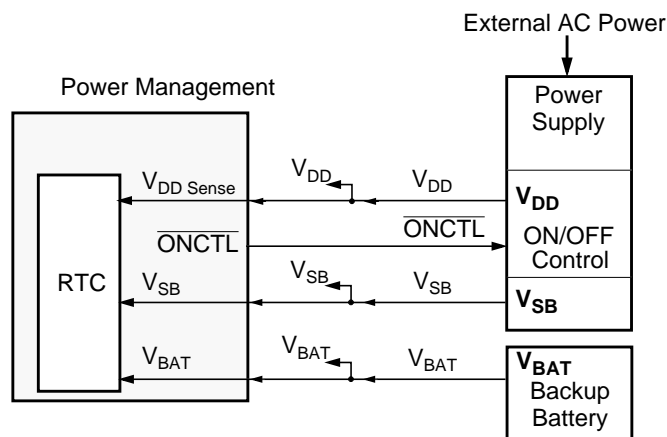 External AC Power
Power Management
Power
Supply
V_DD Sense
V_DD
V_DD
V_DD
ONCTL
ONCTL
ON/OFF
Control
RTC
V_SB
V_SB
V_SB
V_SB
V_BAT
V_BAT
V_BAT
V_BAT
Backup
Battery